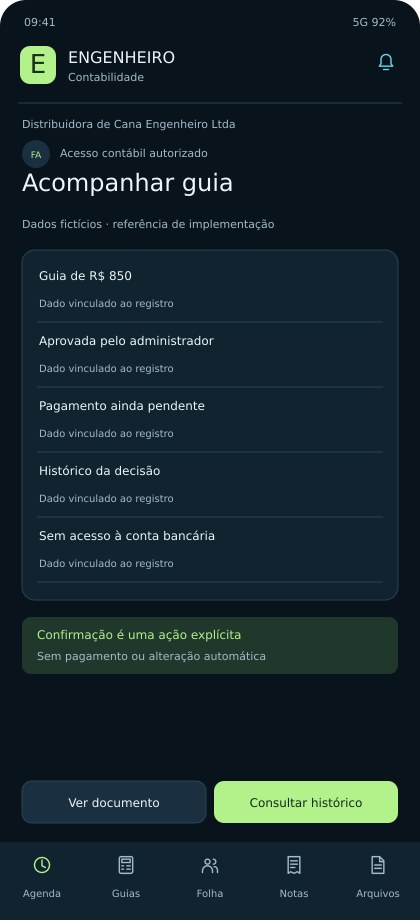 09:41
5G 92%
E
ENGENHEIRO
Contabilidade
Distribuidora de Cana Engenheiro Ltda
FA
Acesso contábil autorizado
Acompanhar guia
Dados fictícios · referência de implementação
Guia de R$ 850
Dado vinculado ao registro
Aprovada pelo administrador
Dado vinculado ao registro
Pagamento ainda pendente
Dado vinculado ao registro
Histórico da decisão
Dado vinculado ao registro
Sem acesso à conta bancária
Dado vinculado ao registro
Confirmação é uma ação explícita
Sem pagamento ou alteração automática
Ver documento
Consultar histórico
Agenda
Guias
Folha
Notas
Arquivos